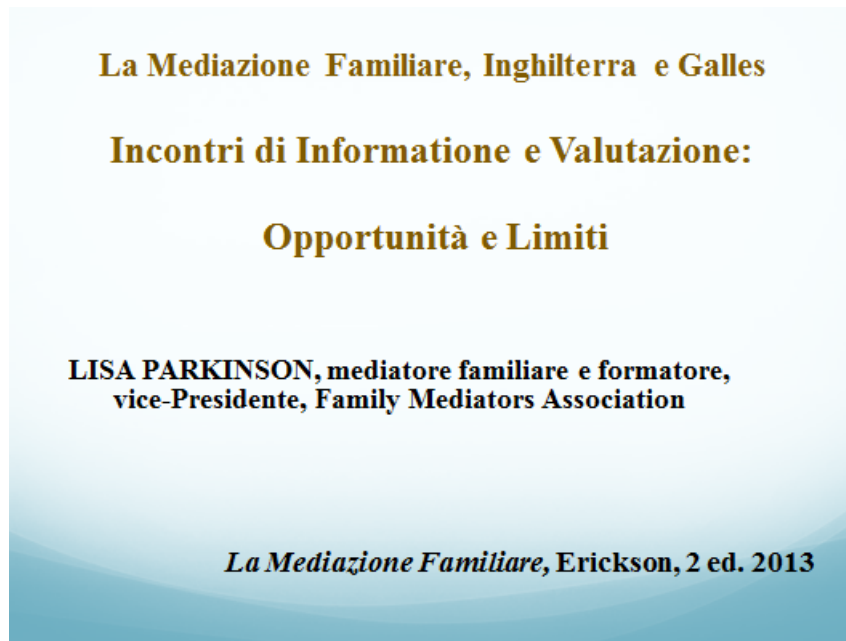 La Mediazione Familiare, Inghilterra e Galles
Incontri di Informatione e Valutazione:
Opportunità e Limiti
LISA PARKINSON, mediatore familiare e formatore,
vice-Presidente, Family Mediators Association
La Mediazione Familiare, Erickson, 2 ed. 2013